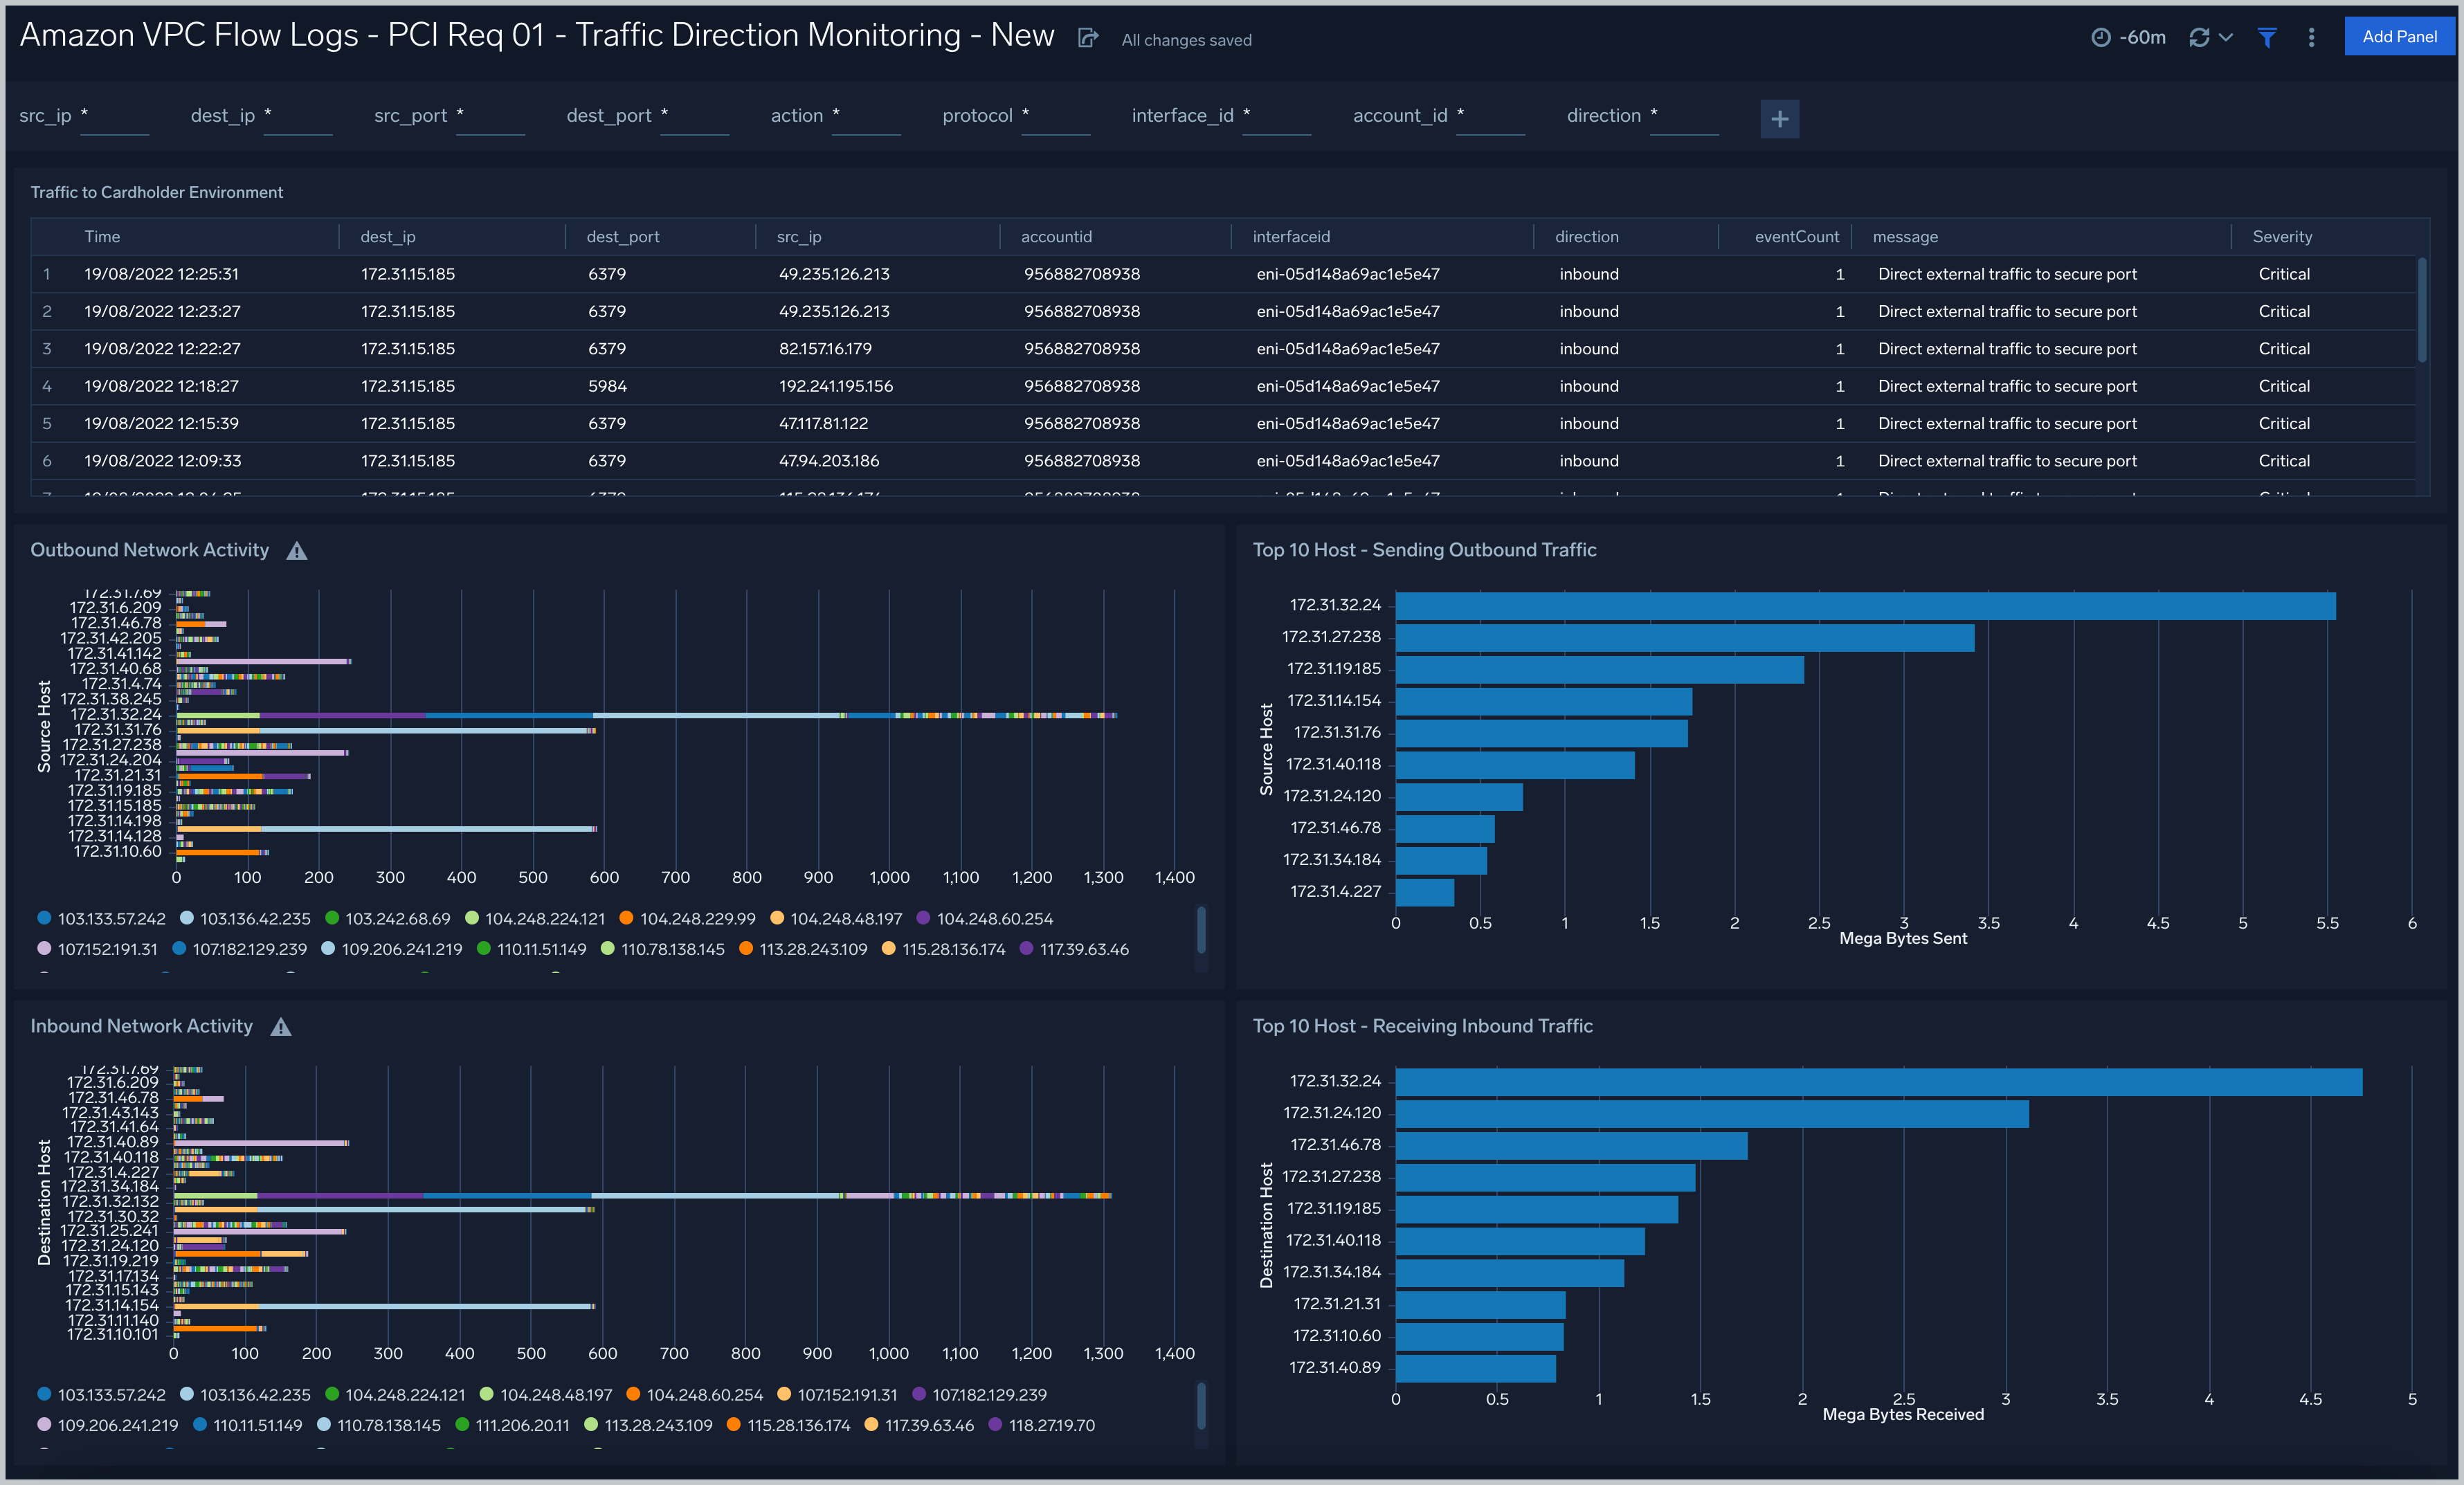 Amazon VPC Flow Logs - PCI Req 01 - Traffic Direction Monitoring - New All changes saved -60m Add Panel
src_ip * dest_ip * src_port * dest_port * action * protocol * interface_id * account_id * direction * +
Traffic to Cardholder Environment
Time dest_ip dest_port src_ip accountid interfaceid direction eventCount message Severity
1 19/08/2022 12:25:31 172.31.15.185 6379 49.235.126.213 956882708938 eni-05d148a69ac1e5e47 inbound 1 Direct external traffic to secure port Critical
2 19/08/2022 12:23:27 172.31.15.185 6379 49.235.126.213 956882708938 eni-05d148a69ac1e5e47 inbound 1 Direct external traffic to secure port Critical
3 19/08/2022 12:22:27 172.31.15.185 6379 82.157.16.179 956882708938 eni-05d148a69ac1e5e47 inbound 1 Direct external traffic to secure port Critical
4 19/08/2022 12:18:27 172.31.15.185 5984 192.241.195.156 956882708938 eni-05d148a69ac1e5e47 inbound 1 Direct external traffic to secure port Critical
5 19/08/2022 12:15:39 172.31.15.185 6379 47.117.81.122 956882708938 eni-05d148a69ac1e5e47 inbound 1 Direct external traffic to secure port Critical
6 19/08/2022 12:09:33 172.31.15.185 6379 47.94.203.186 956882708938 eni-05d148a69ac1e5e47 inbound 1 Direct external traffic to secure port Critical
Outbound Network Activity
Source Host
172.31.7.69
172.31.6.209
172.31.46.78
172.31.42.205
172.31.41.142
172.31.40.68
172.31.4.74
172.31.38.245
172.31.32.24
172.31.31.76
172.31.27.238
172.31.24.204
172.31.21.31
172.31.19.185
172.31.15.185
172.31.14.198
172.31.14.128
172.31.10.60
0 100 200 300 400 500 600 700 800 900 1,000 1,100 1,200 1,300 1,400
103.133.57.242 103.136.42.235 103.242.68.69 104.248.224.121 104.248.229.99 104.248.48.197 104.248.60.254
107.152.191.31 107.182.129.239 109.206.241.219 110.11.51.149 110.78.138.145 113.28.243.109 115.28.136.174 117.39.63.46
Top 10 Host - Sending Outbound Traffic
Source Host
172.31.32.24
172.31.27.238
172.31.19.185
172.31.14.154
172.31.31.76
172.31.40.118
172.31.24.120
172.31.46.78
172.31.34.184
172.31.4.227
0 0.5 1 1.5 2 2.5 3 3.5 4 4.5 5 5.5 6
Mega Bytes Sent
Inbound Network Activity
Destination Host
172.31.7.69
172.31.6.209
172.31.46.78
172.31.43.143
172.31.41.64
172.31.40.89
172.31.40.118
172.31.4.227
172.31.34.184
172.31.32.132
172.31.30.32
172.31.25.241
172.31.24.120
172.31.19.219
172.31.17.134
172.31.15.143
172.31.14.154
172.31.11.140
172.31.10.101
0 100 200 300 400 500 600 700 800 900 1,000 1,100 1,200 1,300 1,400
103.133.57.242 103.136.42.235 104.248.224.121 104.248.48.197 104.248.60.254 107.152.191.31 107.182.129.239
109.206.241.219 110.11.51.149 110.78.138.145 111.206.20.11 113.28.243.109 115.28.136.174 117.39.63.46 118.27.19.70
Top 10 Host - Receiving Inbound Traffic
Destination Host
172.31.32.24
172.31.24.120
172.31.46.78
172.31.27.238
172.31.19.185
172.31.40.118
172.31.34.184
172.31.21.31
172.31.10.60
172.31.40.89
0 0.5 1 1.5 2 2.5 3 3.5 4 4.5 5
Mega Bytes Received